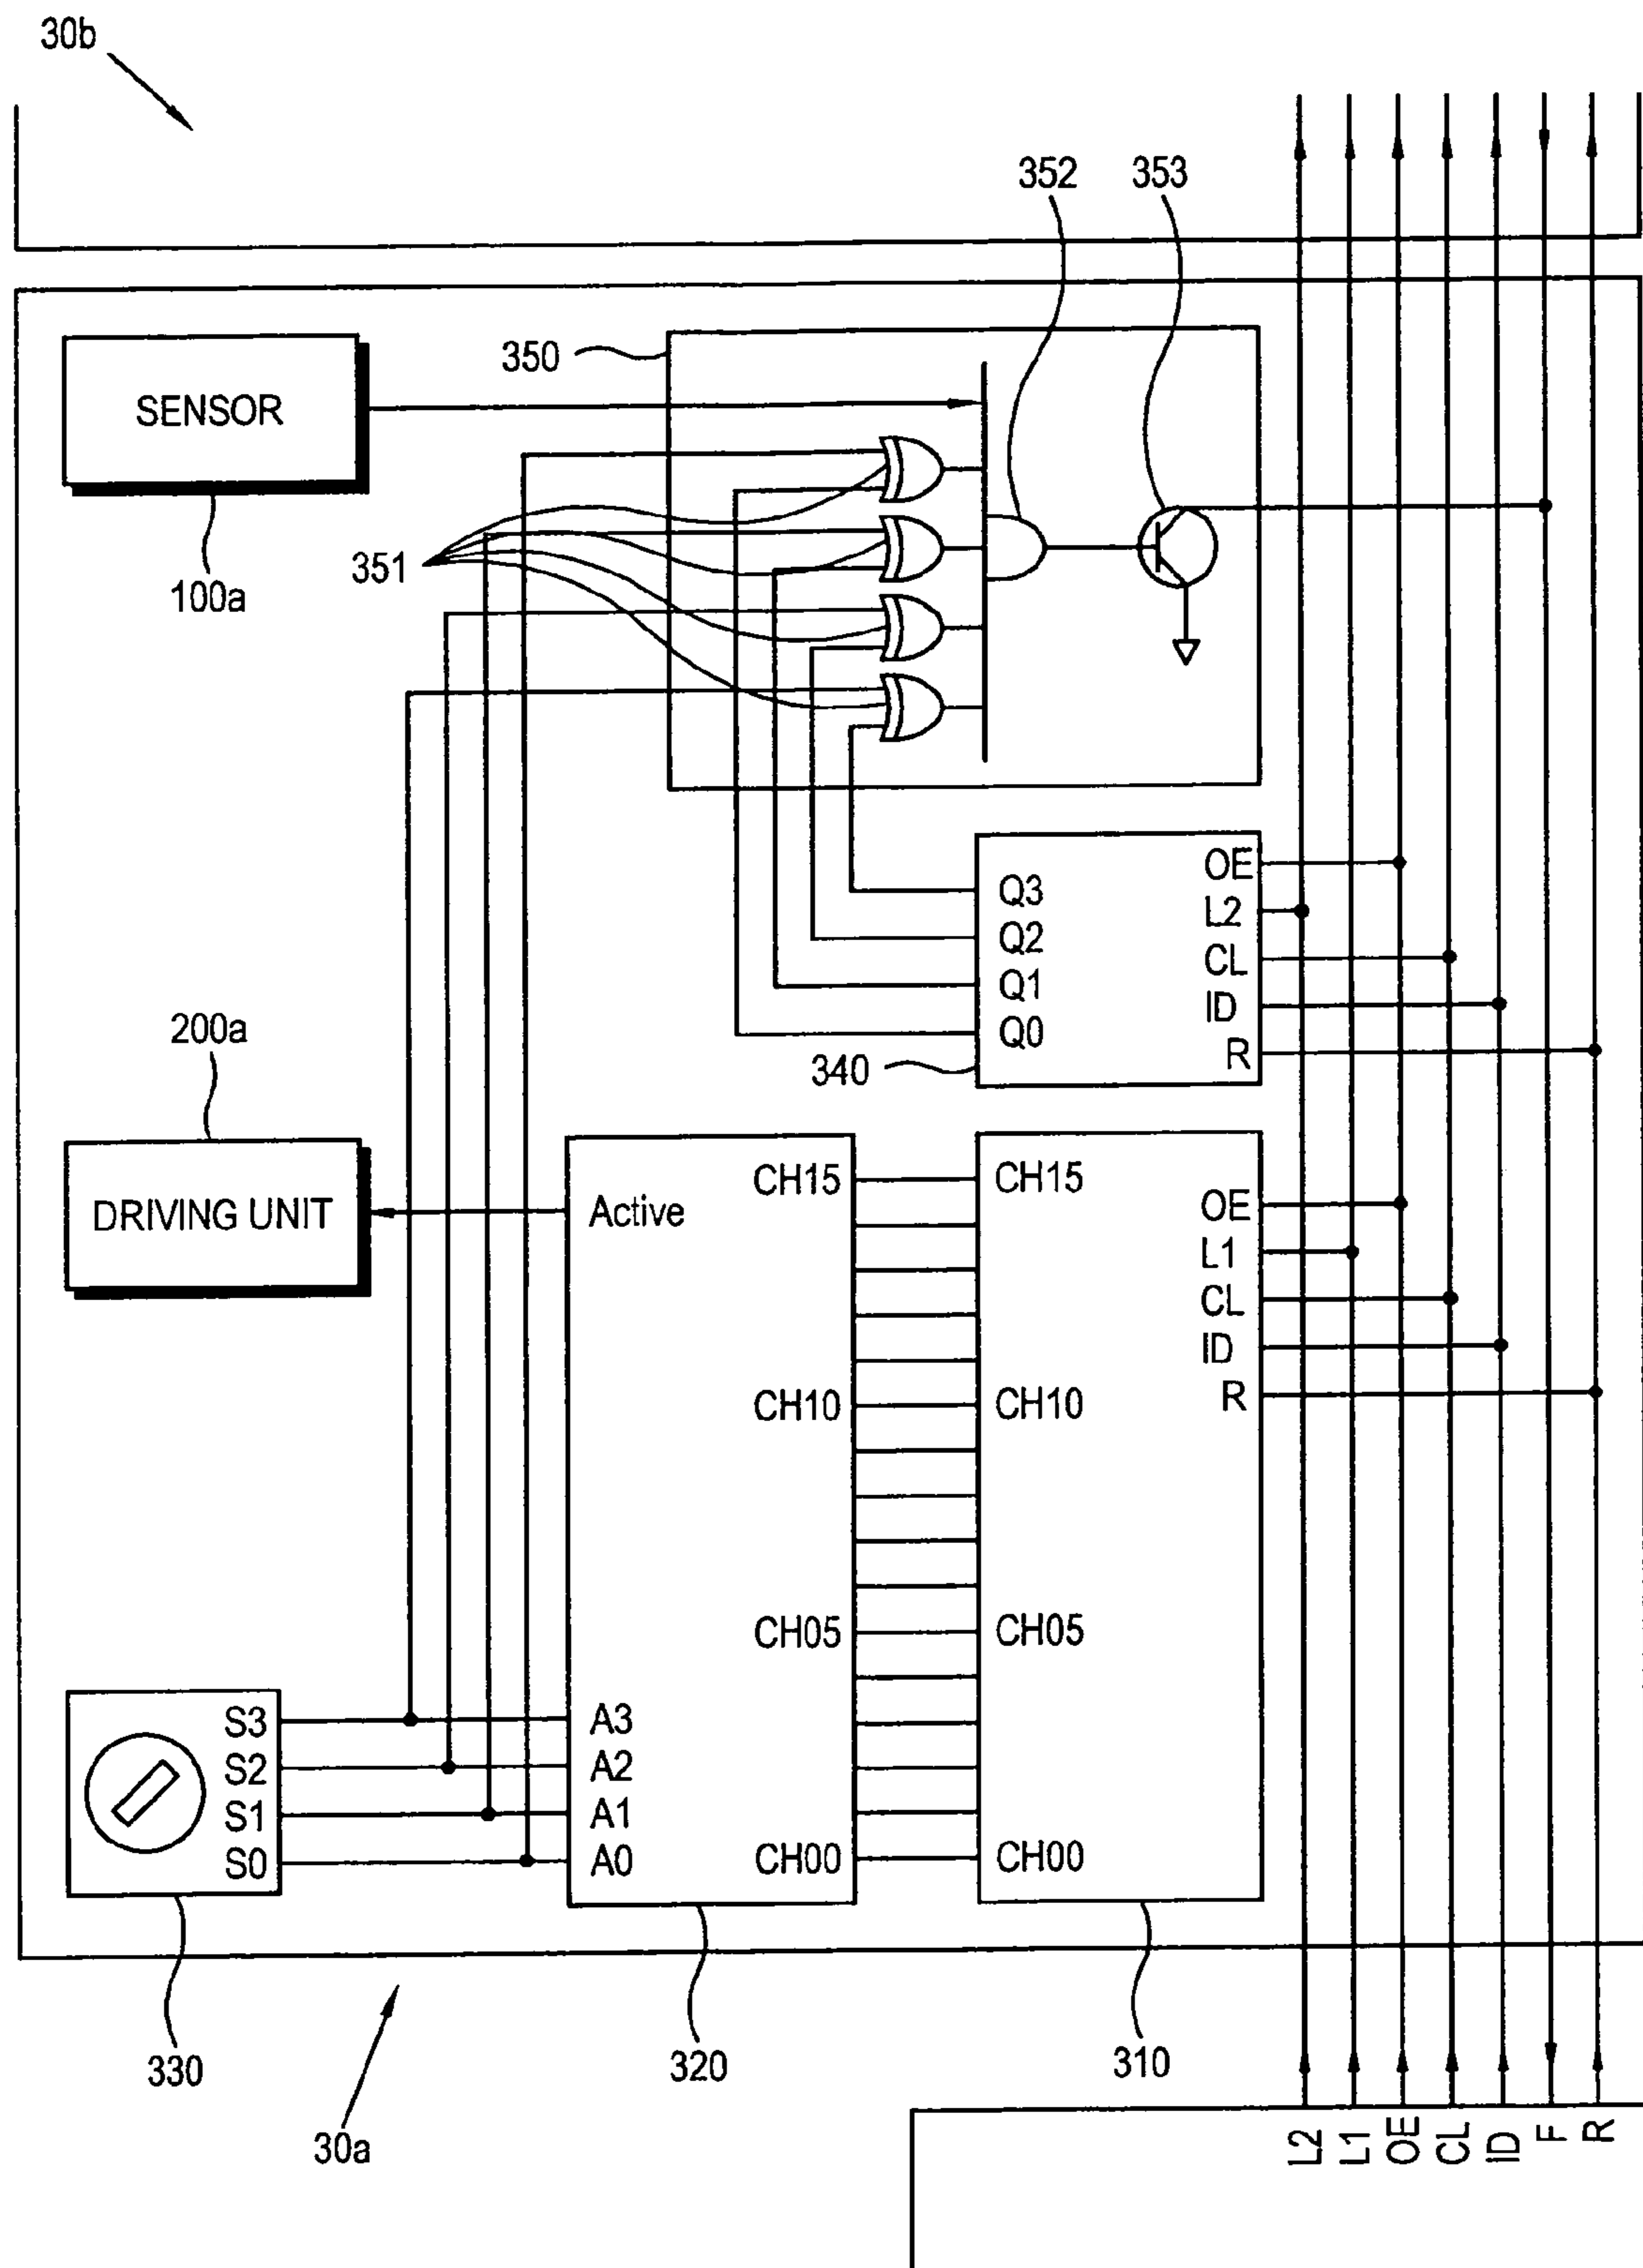 30b
352 353
350
SENSOR
351
100a
OE
Q3
L2
Q2
CL
Q1
ID
Q0
R
340
200a
DRIVING UNIT
Active
CH15 CH15
OE
L1
CL
ID
R
CH10 CH10
CH05 CH05
S3 A3
S2 A2
S1 A1
S0 A0
CH00 CH00
330 320 310
30a
L2 L1 OE CL ID F R